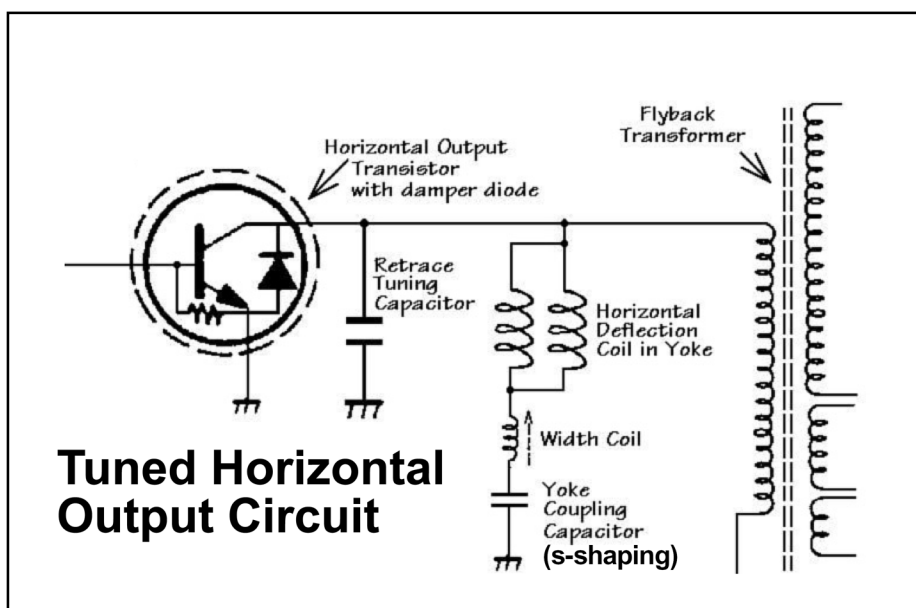 Flyback
Transformer
Horizontal Output
Transistor
with damper diode
Retrace
Tuning
Capacitor
Horizontal
Deflection
Coil in Yoke
Width Coil
Yoke
Coupling
Capacitor
(s-shaping)
Tuned Horizontal
Output Circuit